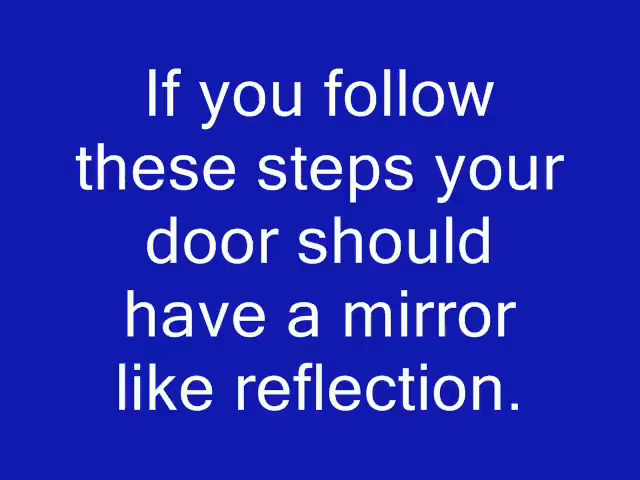 If you follow
these steps your
door should
have a mirror
like reflection.